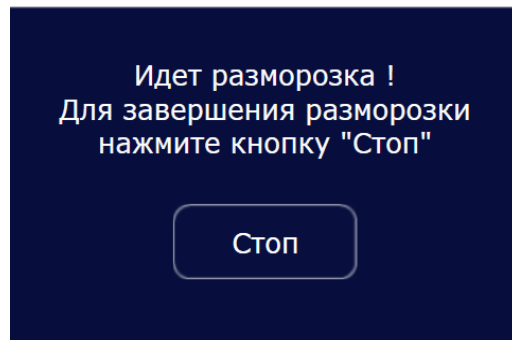 Идет разморозка !
Для завершения разморозки
нажмите кнопку "Стоп"
Стоп